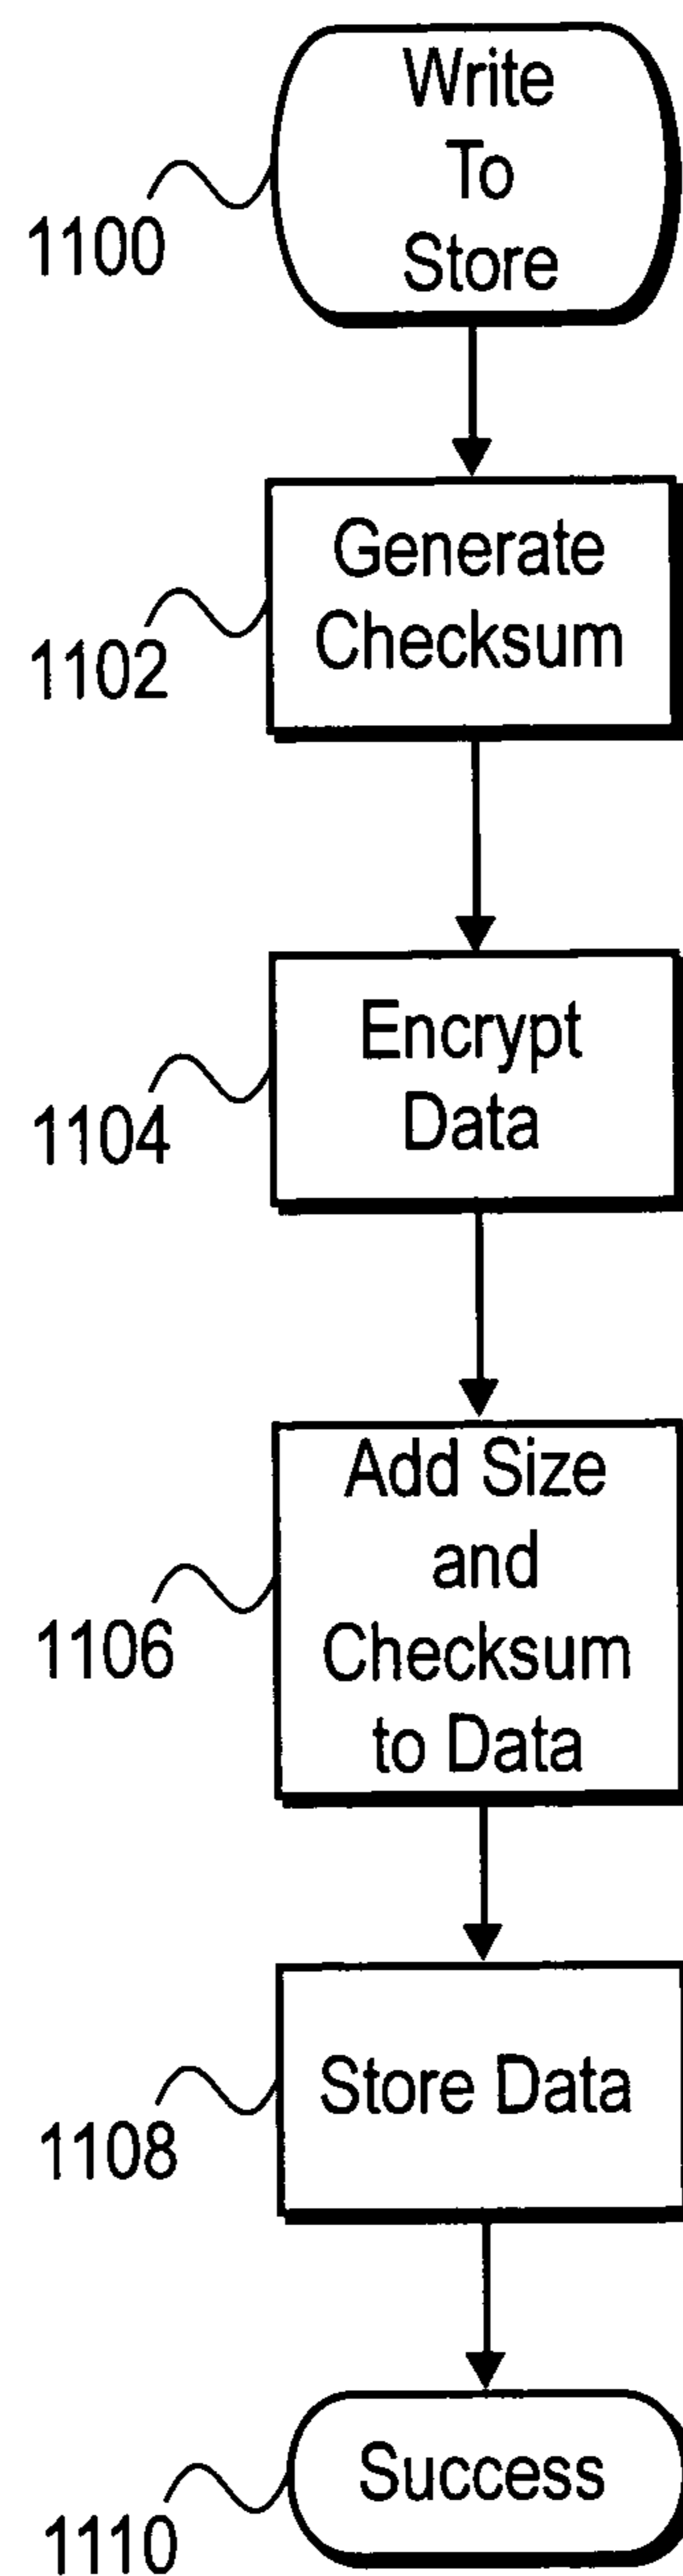 Write
To
Store
1100
Generate
Checksum
1102
Encrypt
Data
1104
Add Size
and
Checksum
to Data
1106
Store Data
1108
Success
1110